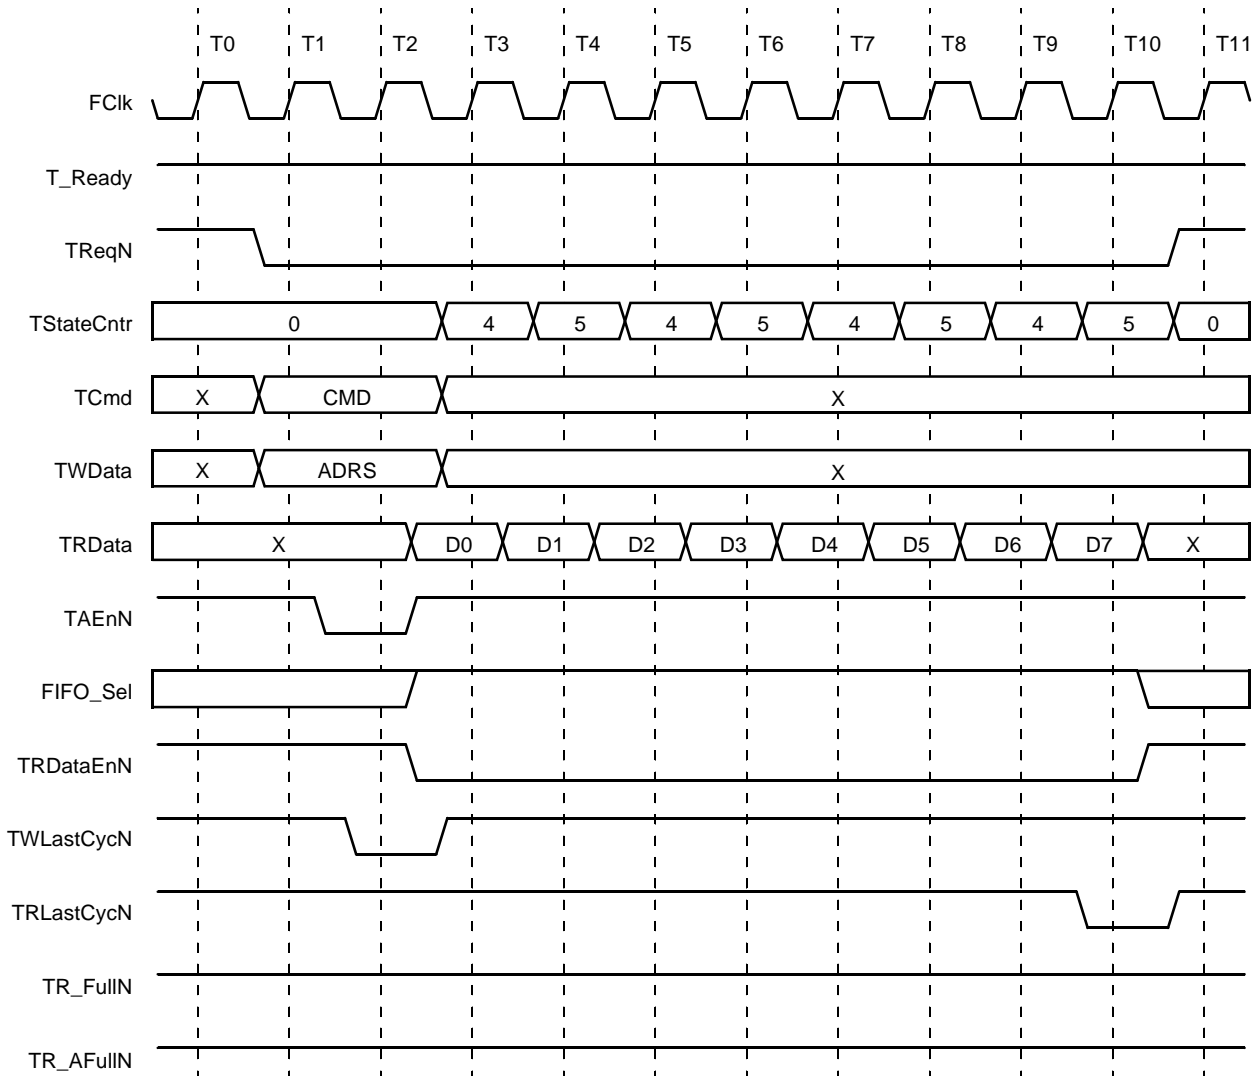 T0 T1 T2 T3 T4 T5 T6 T7 T8 T9 T10 T11
FClk
T_Ready
TReqN
TStateCntr 0 4 5 4 5 4 5 4 5 0
TCmd X CMD X
TWData X ADRS X
TRData X D0 D1 D2 D3 D4 D5 D6 D7 X
TAEnN
FIFO_Sel
TRDataEnN
TWLastCycN
TRLastCycN
TR_FullN
TR_AFullN